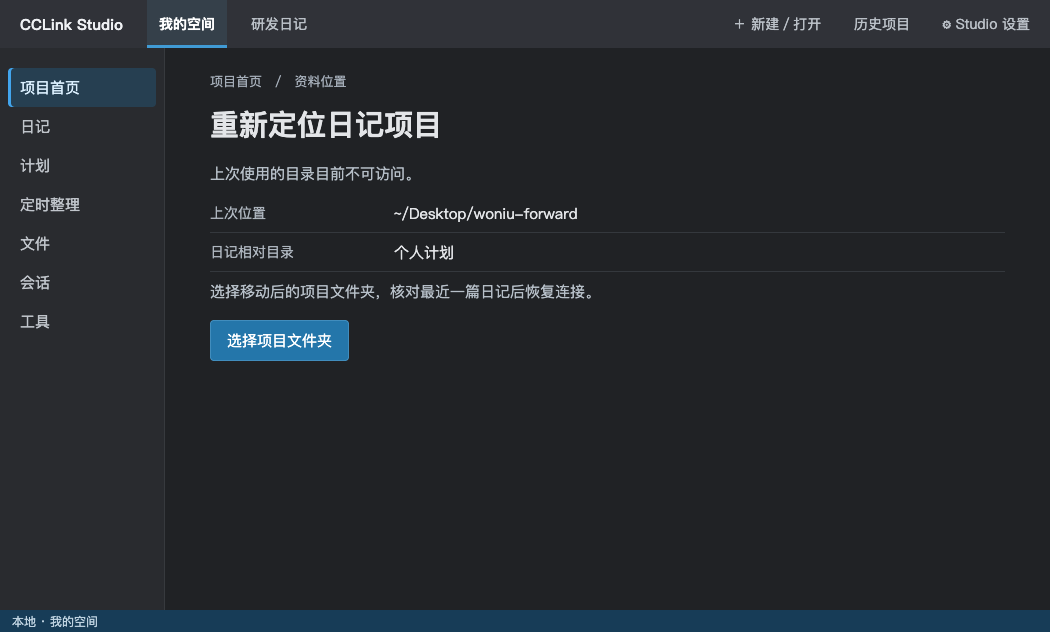 CCLink Studio 我的空间 研发日记 + 新建 / 打开 历史项目 ⚙ Studio 设置
项目首页
日记
计划
定时整理
文件
会话
工具
项目首页 / 资料位置
重新定位日记项目
上次使用的目录目前不可访问。
上次位置 ~/Desktop/woniu-forward
日记相对目录 个人计划
选择移动后的项目文件夹，核对最近一篇日记后恢复连接。
选择项目文件夹
本地 · 我的空间